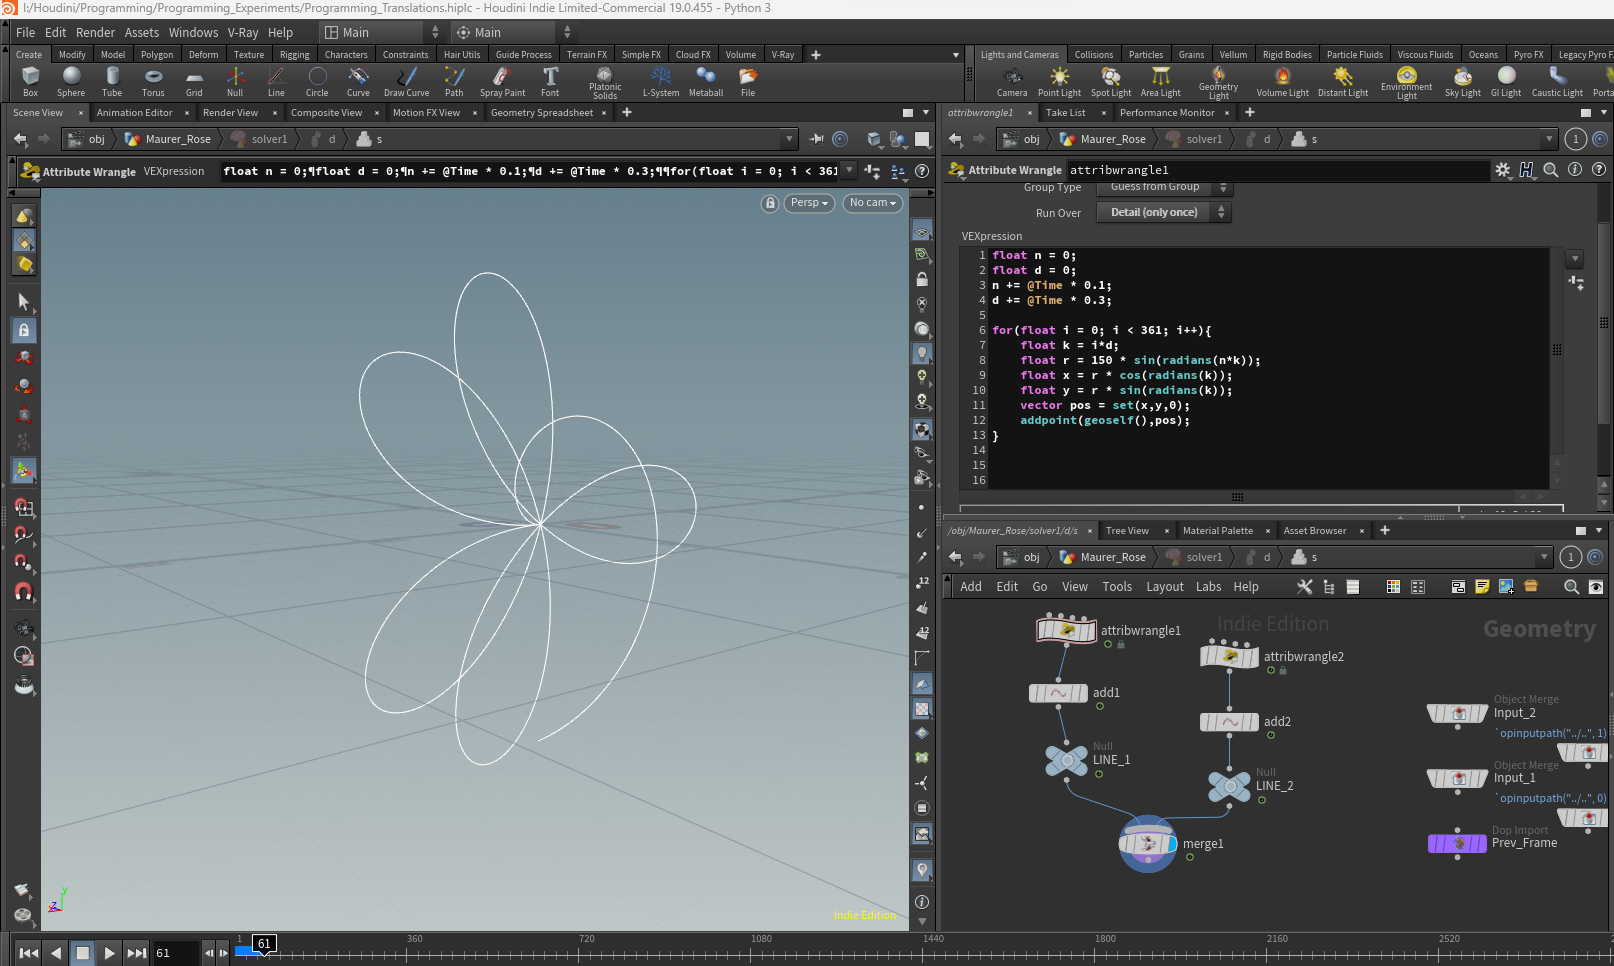 I:/Houdini/Programming/Programming_Experiments/Programming_Translations.hiplc - Houdini Indie Limited-Commercial 19.0.455 - Python 3
File Edit Render Assets Windows V-Ray Help Main Main
Create Modify Model Polygon Deform Texture Rigging Characters Constraints Hair Utils Guide Process Terrain FX Simple FX Cloud FX Volume V-Ray
Lights and Cameras Collisions Particles Grains Vellum Rigid Bodies Particle Fluids Viscous Fluids Oceans Pyro FX Legacy Pyro F
Box Sphere Tube Torus Grid Null Line Circle Curve Draw Curve Path Spray Paint Font Platonic Solids L-System Metaball File
Camera Point Light Spot Light Area Light Geometry Light Volume Light Distant Light Environment Light Sky Light GI Light Caustic Light Porta
Scene View Animation Editor Render View Composite View Motion FX View Geometry Spreadsheet
obj Maurer_Rose solver1 d s
Attribute Wrangle VEXpression float n = 0;¶float d = 0;¶n += @Time * 0.1;¶d += @Time * 0.3;¶¶for(float i = 0; i < 361
Persp No cam
12
12
z y
Indie Edition
attribwrangle1 Take List Performance Monitor
obj Maurer_Rose solver1 d s 1
Attribute Wrangle attribwrangle1
Group Type Guess from Group
Run Over Detail (only once)
VEXpression
1 float n = 0;
2 float d = 0;
3 n += @Time * 0.1;
4 d += @Time * 0.3;
5
6 for(float i = 0; i < 361; i++){
7 float k = i*d;
8 float r = 150 * sin(radians(n*k));
9 float x = r * cos(radians(k));
10 float y = r * sin(radians(k));
11 vector pos = set(x,y,0);
12 addpoint(geoself(),pos);
13 }
14
15
16
/obj/Maurer_Rose/solver1/d/s Tree View Material Palette Asset Browser
obj Maurer_Rose solver1 d s 1
Add Edit Go View Tools Layout Labs Help
Indie Edition
Geometry
attribwrangle1
attribwrangle2
add1
add2
Null
LINE_1
Null
LINE_2
merge1
Object Merge
Input_2
`opinputpath("../..", 1)
Object Merge
Input_1
`opinputpath("../..", 0)
Dop Import
Prev_Frame
61
1 61 360 720 1080 1440 1800 2160 2520